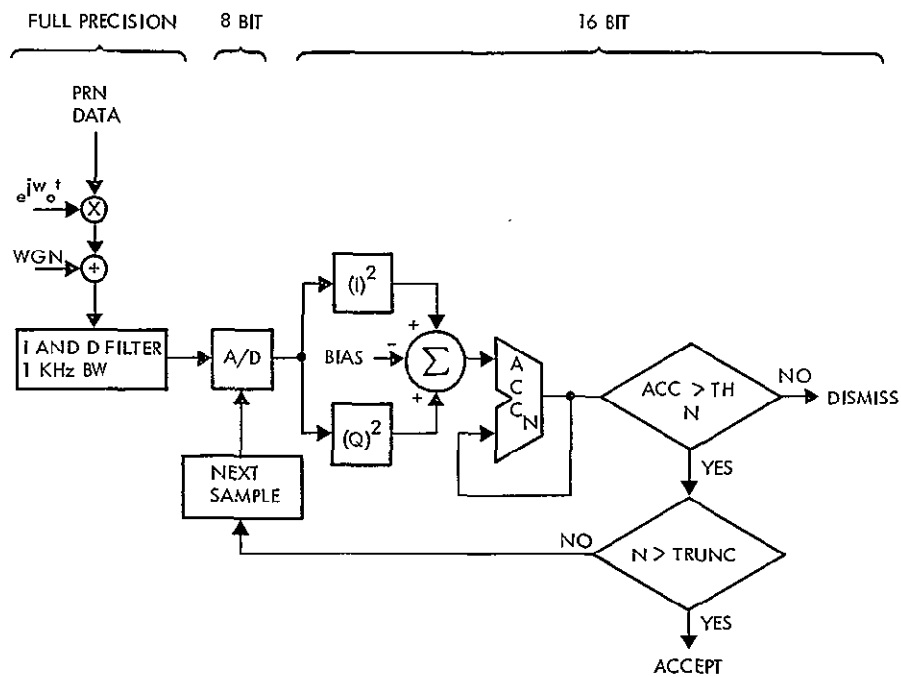 FULL PRECISION
8 BIT
16 BIT
PRN
DATA
e^jw_o t
X
WGN
+
I AND D FILTER
1 KHz BW
A/D
(I)^2
(Q)^2
BIAS
+
-
+
Σ
ACC_N
ACC > TH
N
NO
DISMISS
YES
NEXT
SAMPLE
NO
N > TRUNC
YES
ACCEPT